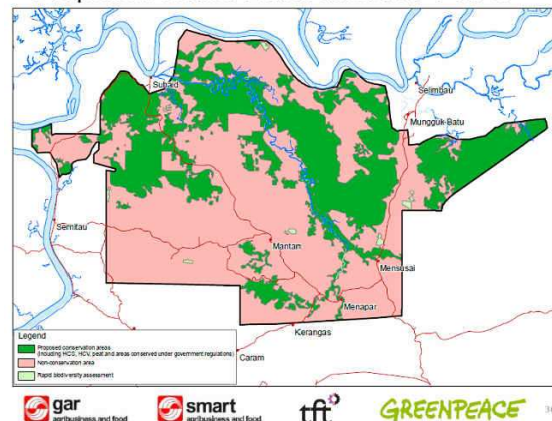 Suhaid
Selmbau
Mungguk-Batu
Semitau
Mantan
Mensusai
Menapar
Kerangas
Caram
Legend
Proposed conservation areas
(including HCS, HCV, peat and areas conserved under government regulations)
Non-conservation area
Rapid biodiversity assessment
gar
agribusiness and food
smart
agribusiness and food
tft
GREENPEACE